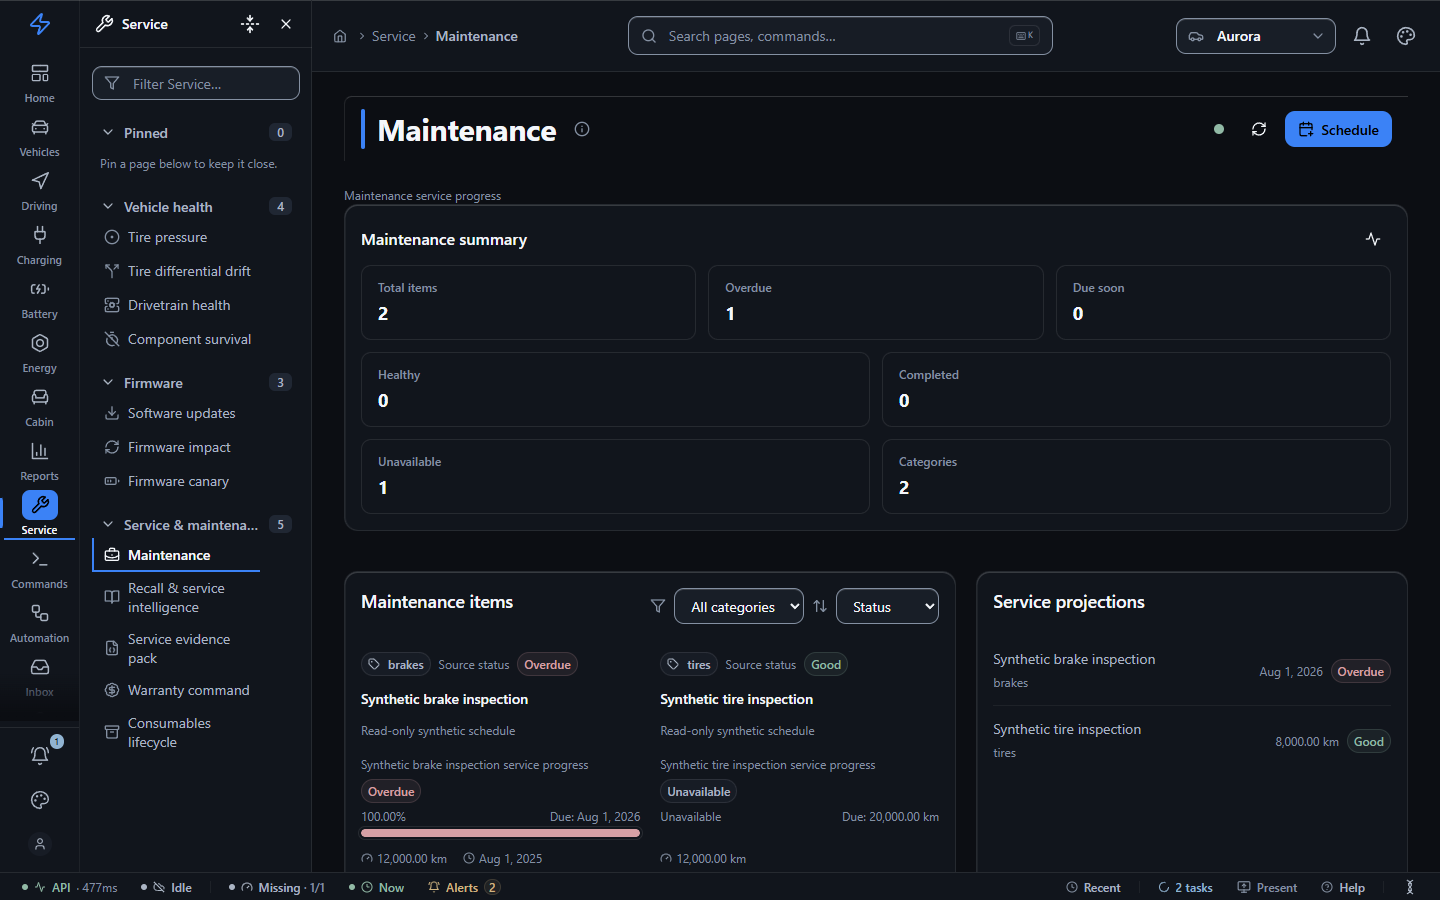 Service
Service
Maintenance
Search pages, commands...
K
Aurora
Home
Vehicles
Driving
Charging
Battery
Energy
Cabin
Reports
Service
Commands
Automation
Inbox
1
Filter Service...
Pinned
0
Pin a page below to keep it close.
Vehicle health
4
Tire pressure
Tire differential drift
Drivetrain health
Component survival
Firmware
3
Software updates
Firmware impact
Firmware canary
Service & maintena...
5
Maintenance
Recall & service
intelligence
Service evidence
pack
Warranty command
Consumables
lifecycle
Maintenance
Schedule
Maintenance service progress
Maintenance summary
Total items
2
Overdue
1
Due soon
0
Healthy
0
Completed
0
Unavailable
1
Categories
2
Maintenance items
All categories
Status
brakes Source status Overdue
Synthetic brake inspection
Read-only synthetic schedule
Synthetic brake inspection service progress
Overdue
100.00% Due: Aug 1, 2026
12,000.00 km Aug 1, 2025
tires Source status Good
Synthetic tire inspection
Read-only synthetic schedule
Synthetic tire inspection service progress
Unavailable
Unavailable Due: 20,000.00 km
12,000.00 km
Service projections
Synthetic brake inspection
brakes
Aug 1, 2026 Overdue
Synthetic tire inspection
tires
8,000.00 km Good
API · 477ms
Idle
Missing · 1/1
Now
Alerts 2
Recent
2 tasks
Present
Help